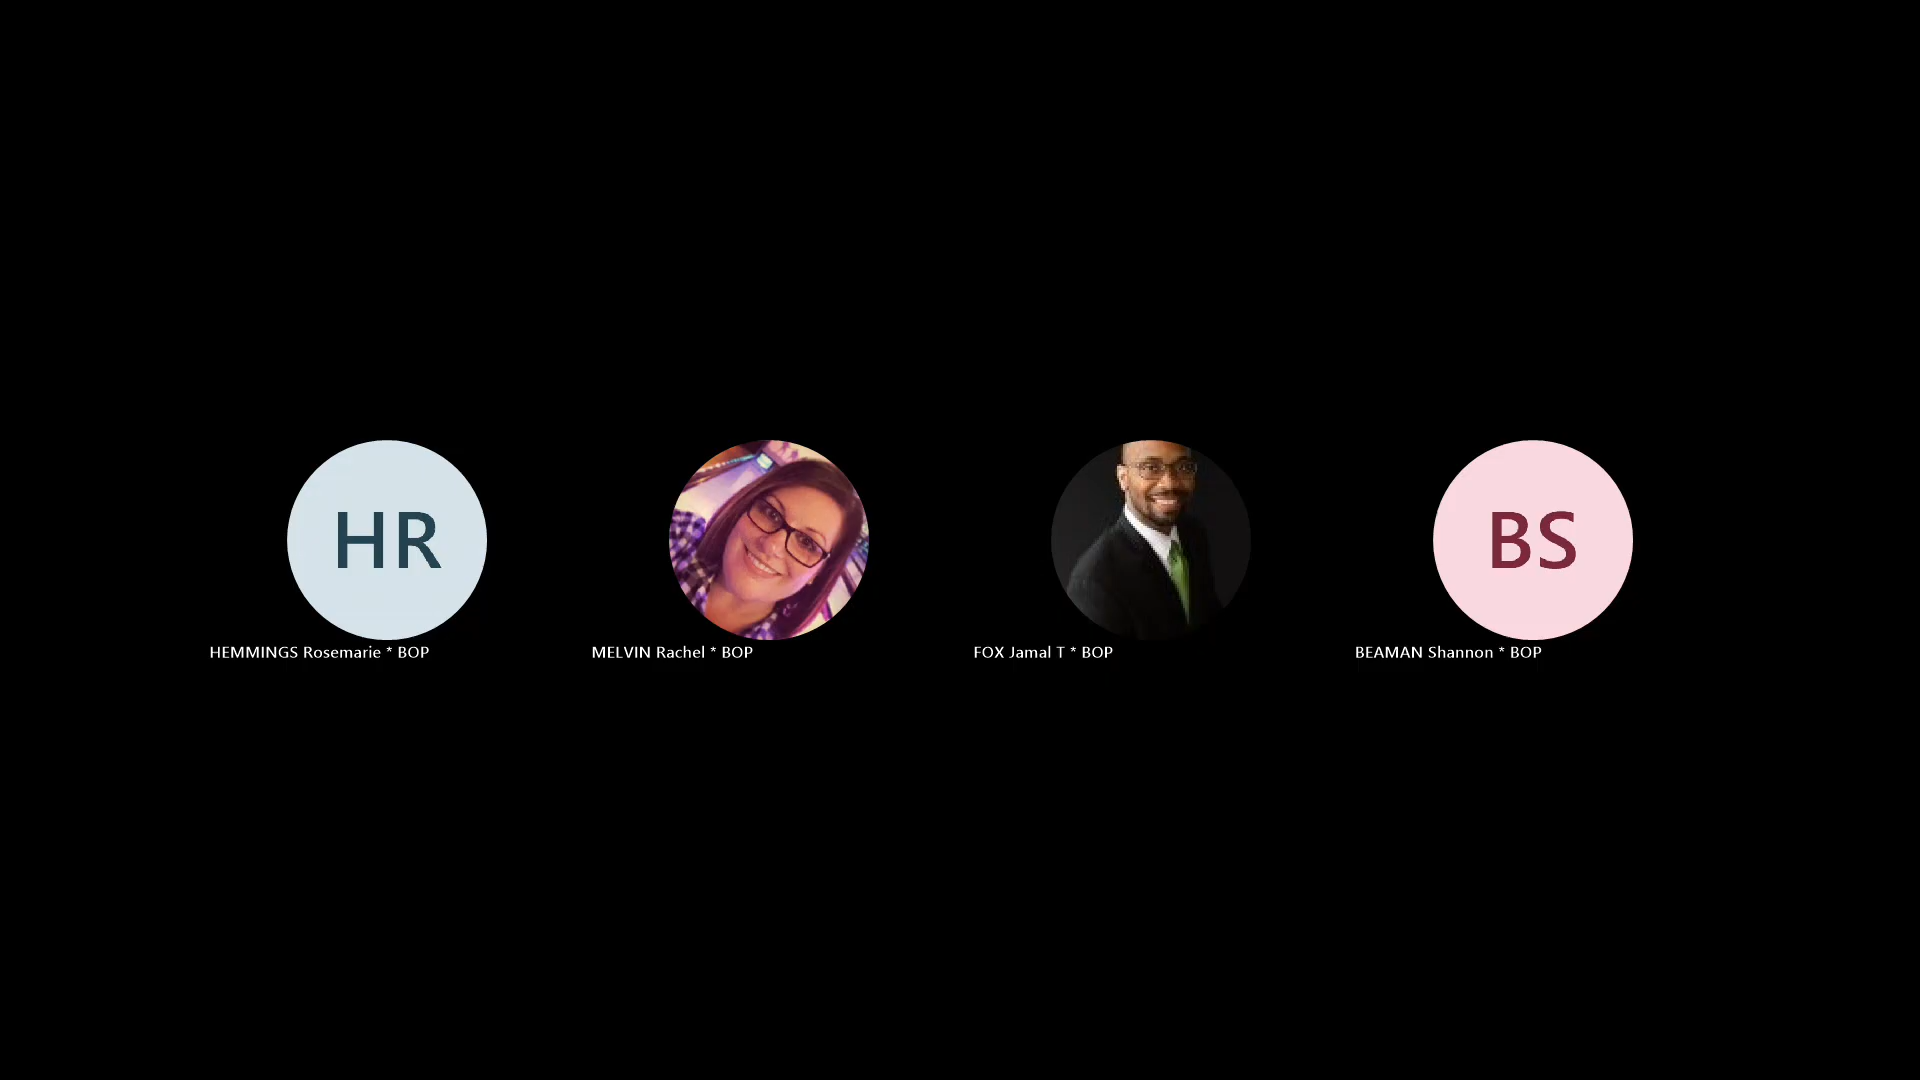 HR
BS
HEMMINGS Rosemarie * BOP
MELVIN Rachel * BOP
FOX Jamal T * BOP
BEAMAN Shannon * BOP